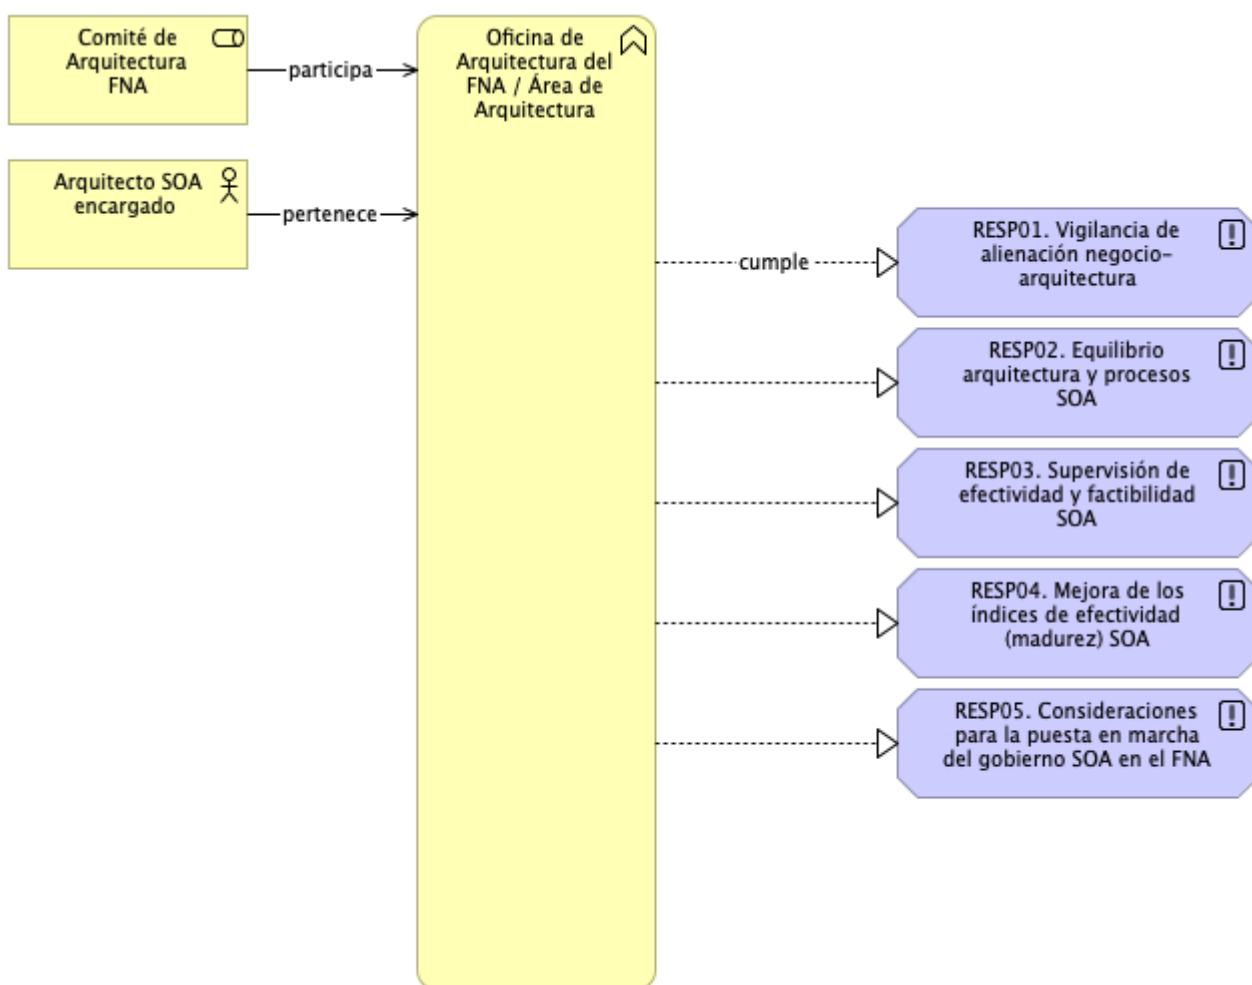 Comité de
Arquitectura
FNA
participa
Oficina de
Arquitectura del
FNA / Área de
Arquitectura
Arquitecto SOA
encargado
pertenece
cumple
RESP01. Vigilancia de
alienación negocio-
arquitectura
RESP02. Equilibrio
arquitectura y procesos
SOA
RESP03. Supervisión de
efectividad y factibilidad
SOA
RESP04. Mejora de los
índices de efectividad
(madurez) SOA
RESP05. Consideraciones
para la puesta en marcha
del gobierno SOA en el FNA